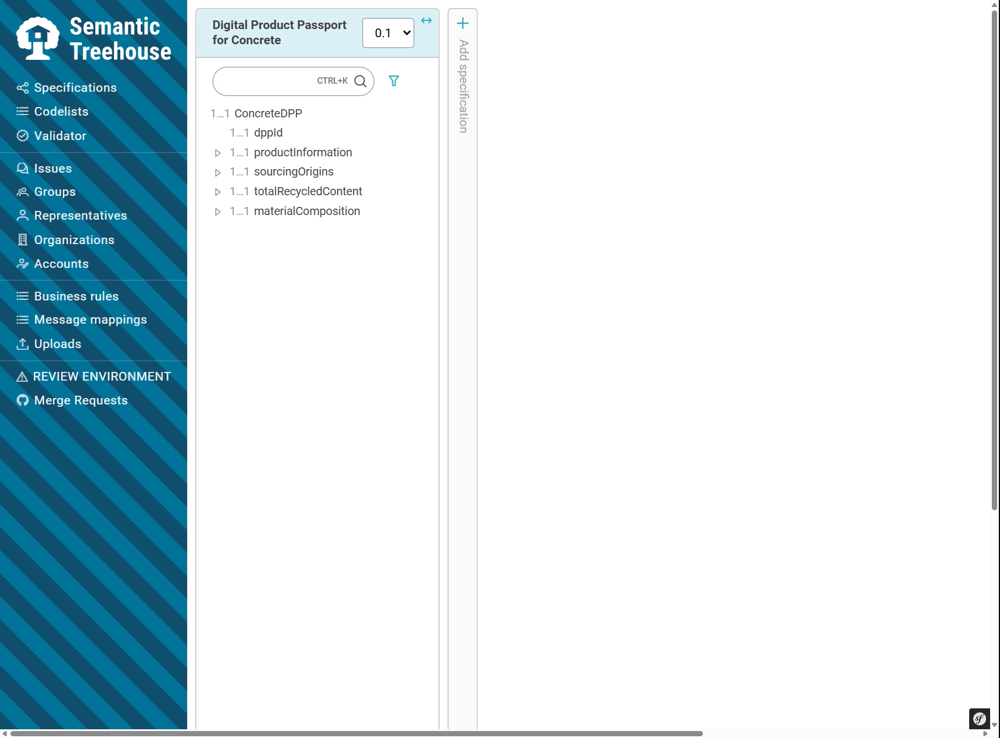 Semantic
Treehouse
Specifications
Codelists
Validator
Issues
Groups
Representatives
Organizations
Accounts
Business rules
Message mappings
Uploads
REVIEW ENVIRONMENT
Merge Requests
Digital Product Passport
for Concrete
0.1
CTRL+K
1...1 ConcreteDPP
1...1 dppId
1...1 productInformation
1...1 sourcingOrigins
1...1 totalRecycledContent
1...1 materialComposition
Add specification
sf